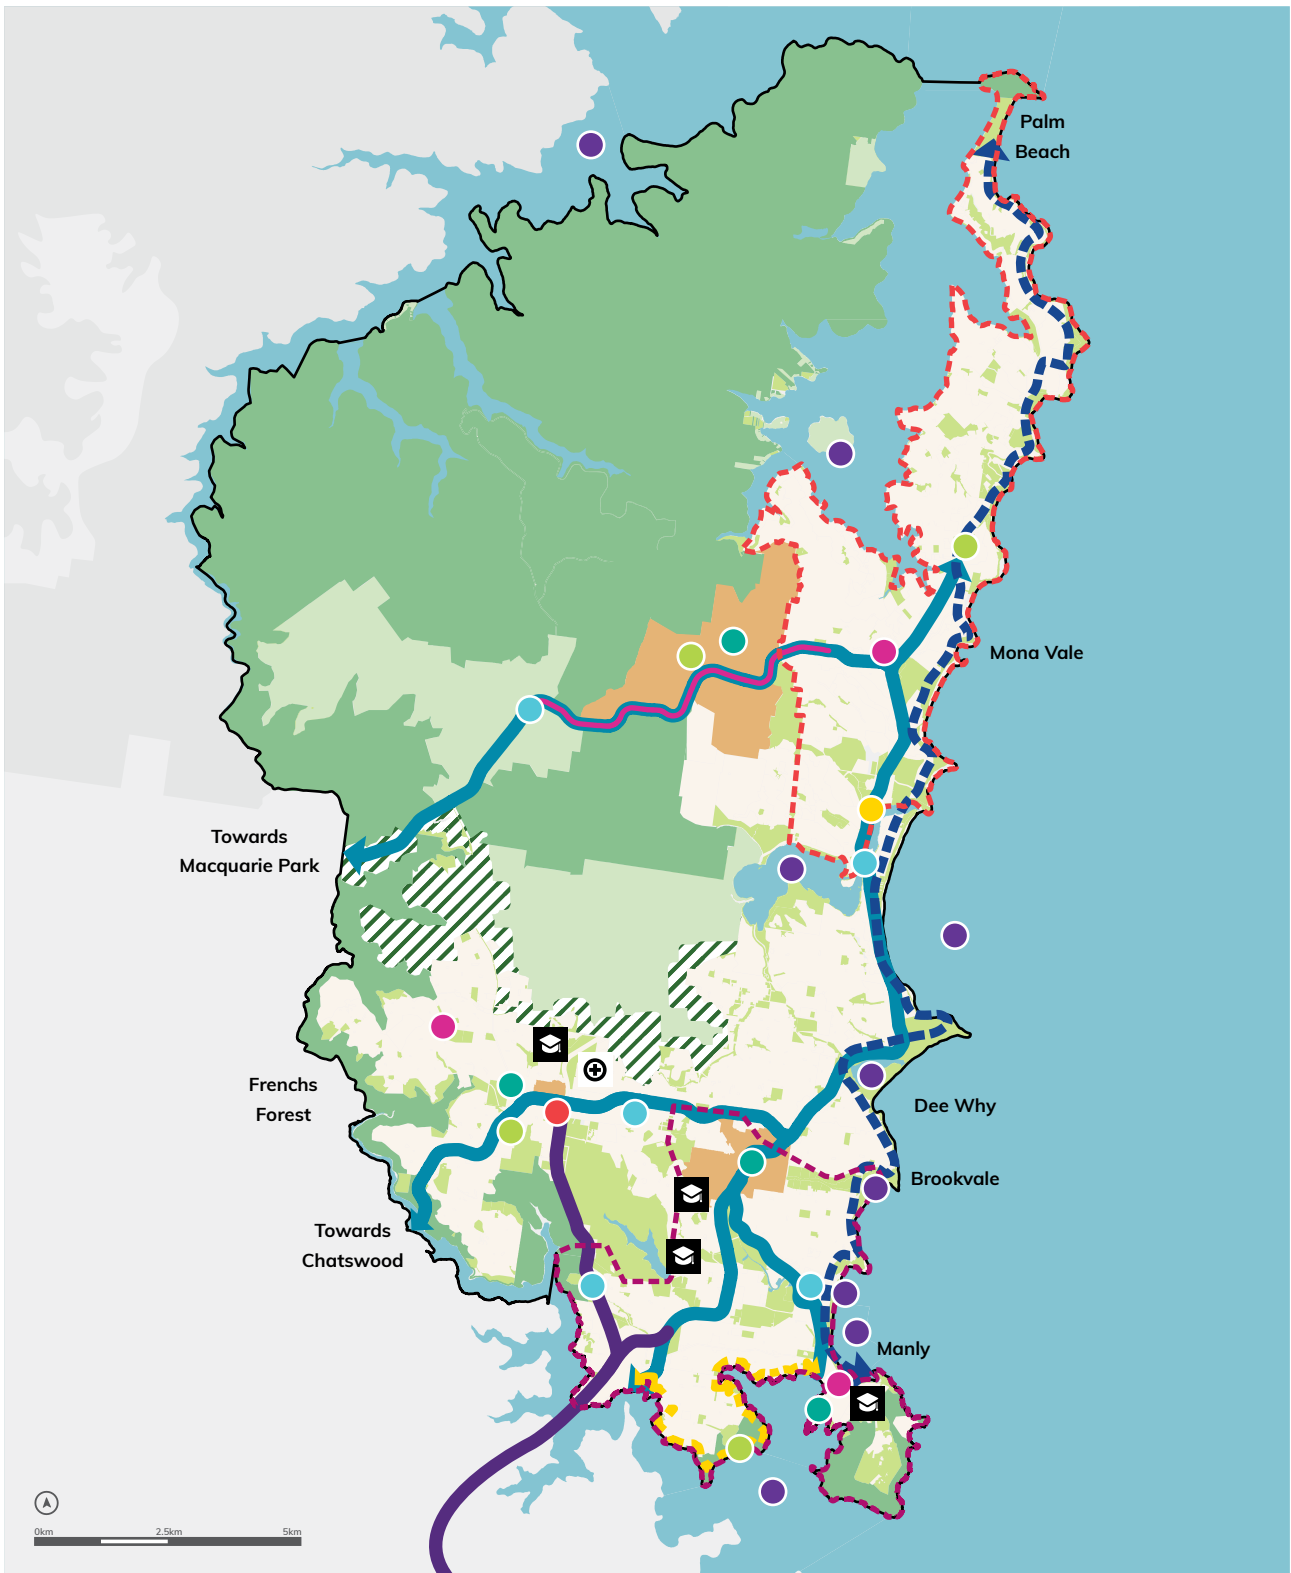 Palm
Beach
Mona Vale
Towards
Macquarie Park
Frenchs
Forest
Dee Why
Brookvale
Towards
Chatswood
Manly
0km 2.5km 5km